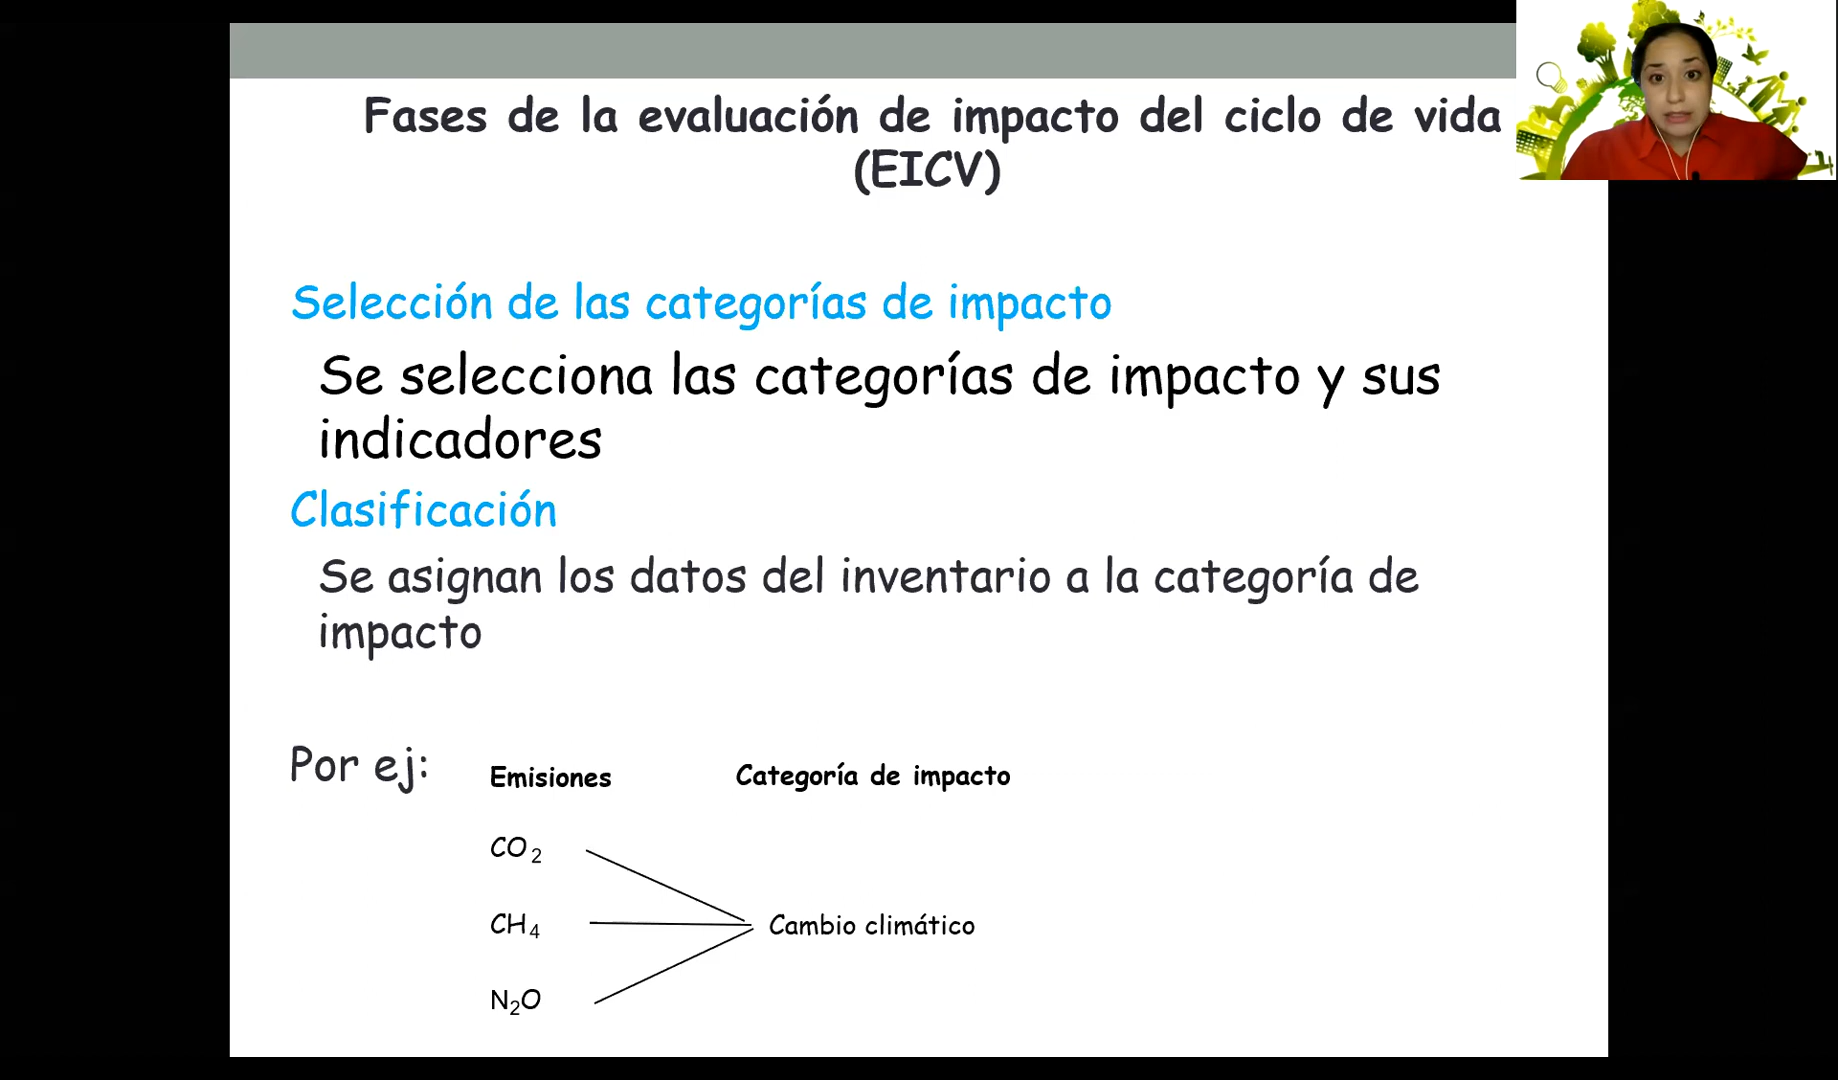 Fases de la evaluación de impacto del ciclo de vida
(EICV)
Selección de las categorías de impacto
Se selecciona las categorías de impacto y sus
indicadores
Clasificación
Se asignan los datos del inventario a la categoría de
impacto
Por ej:
Emisiones
Categoría de impacto
CO₂
CH₄
Cambio climático
N₂O